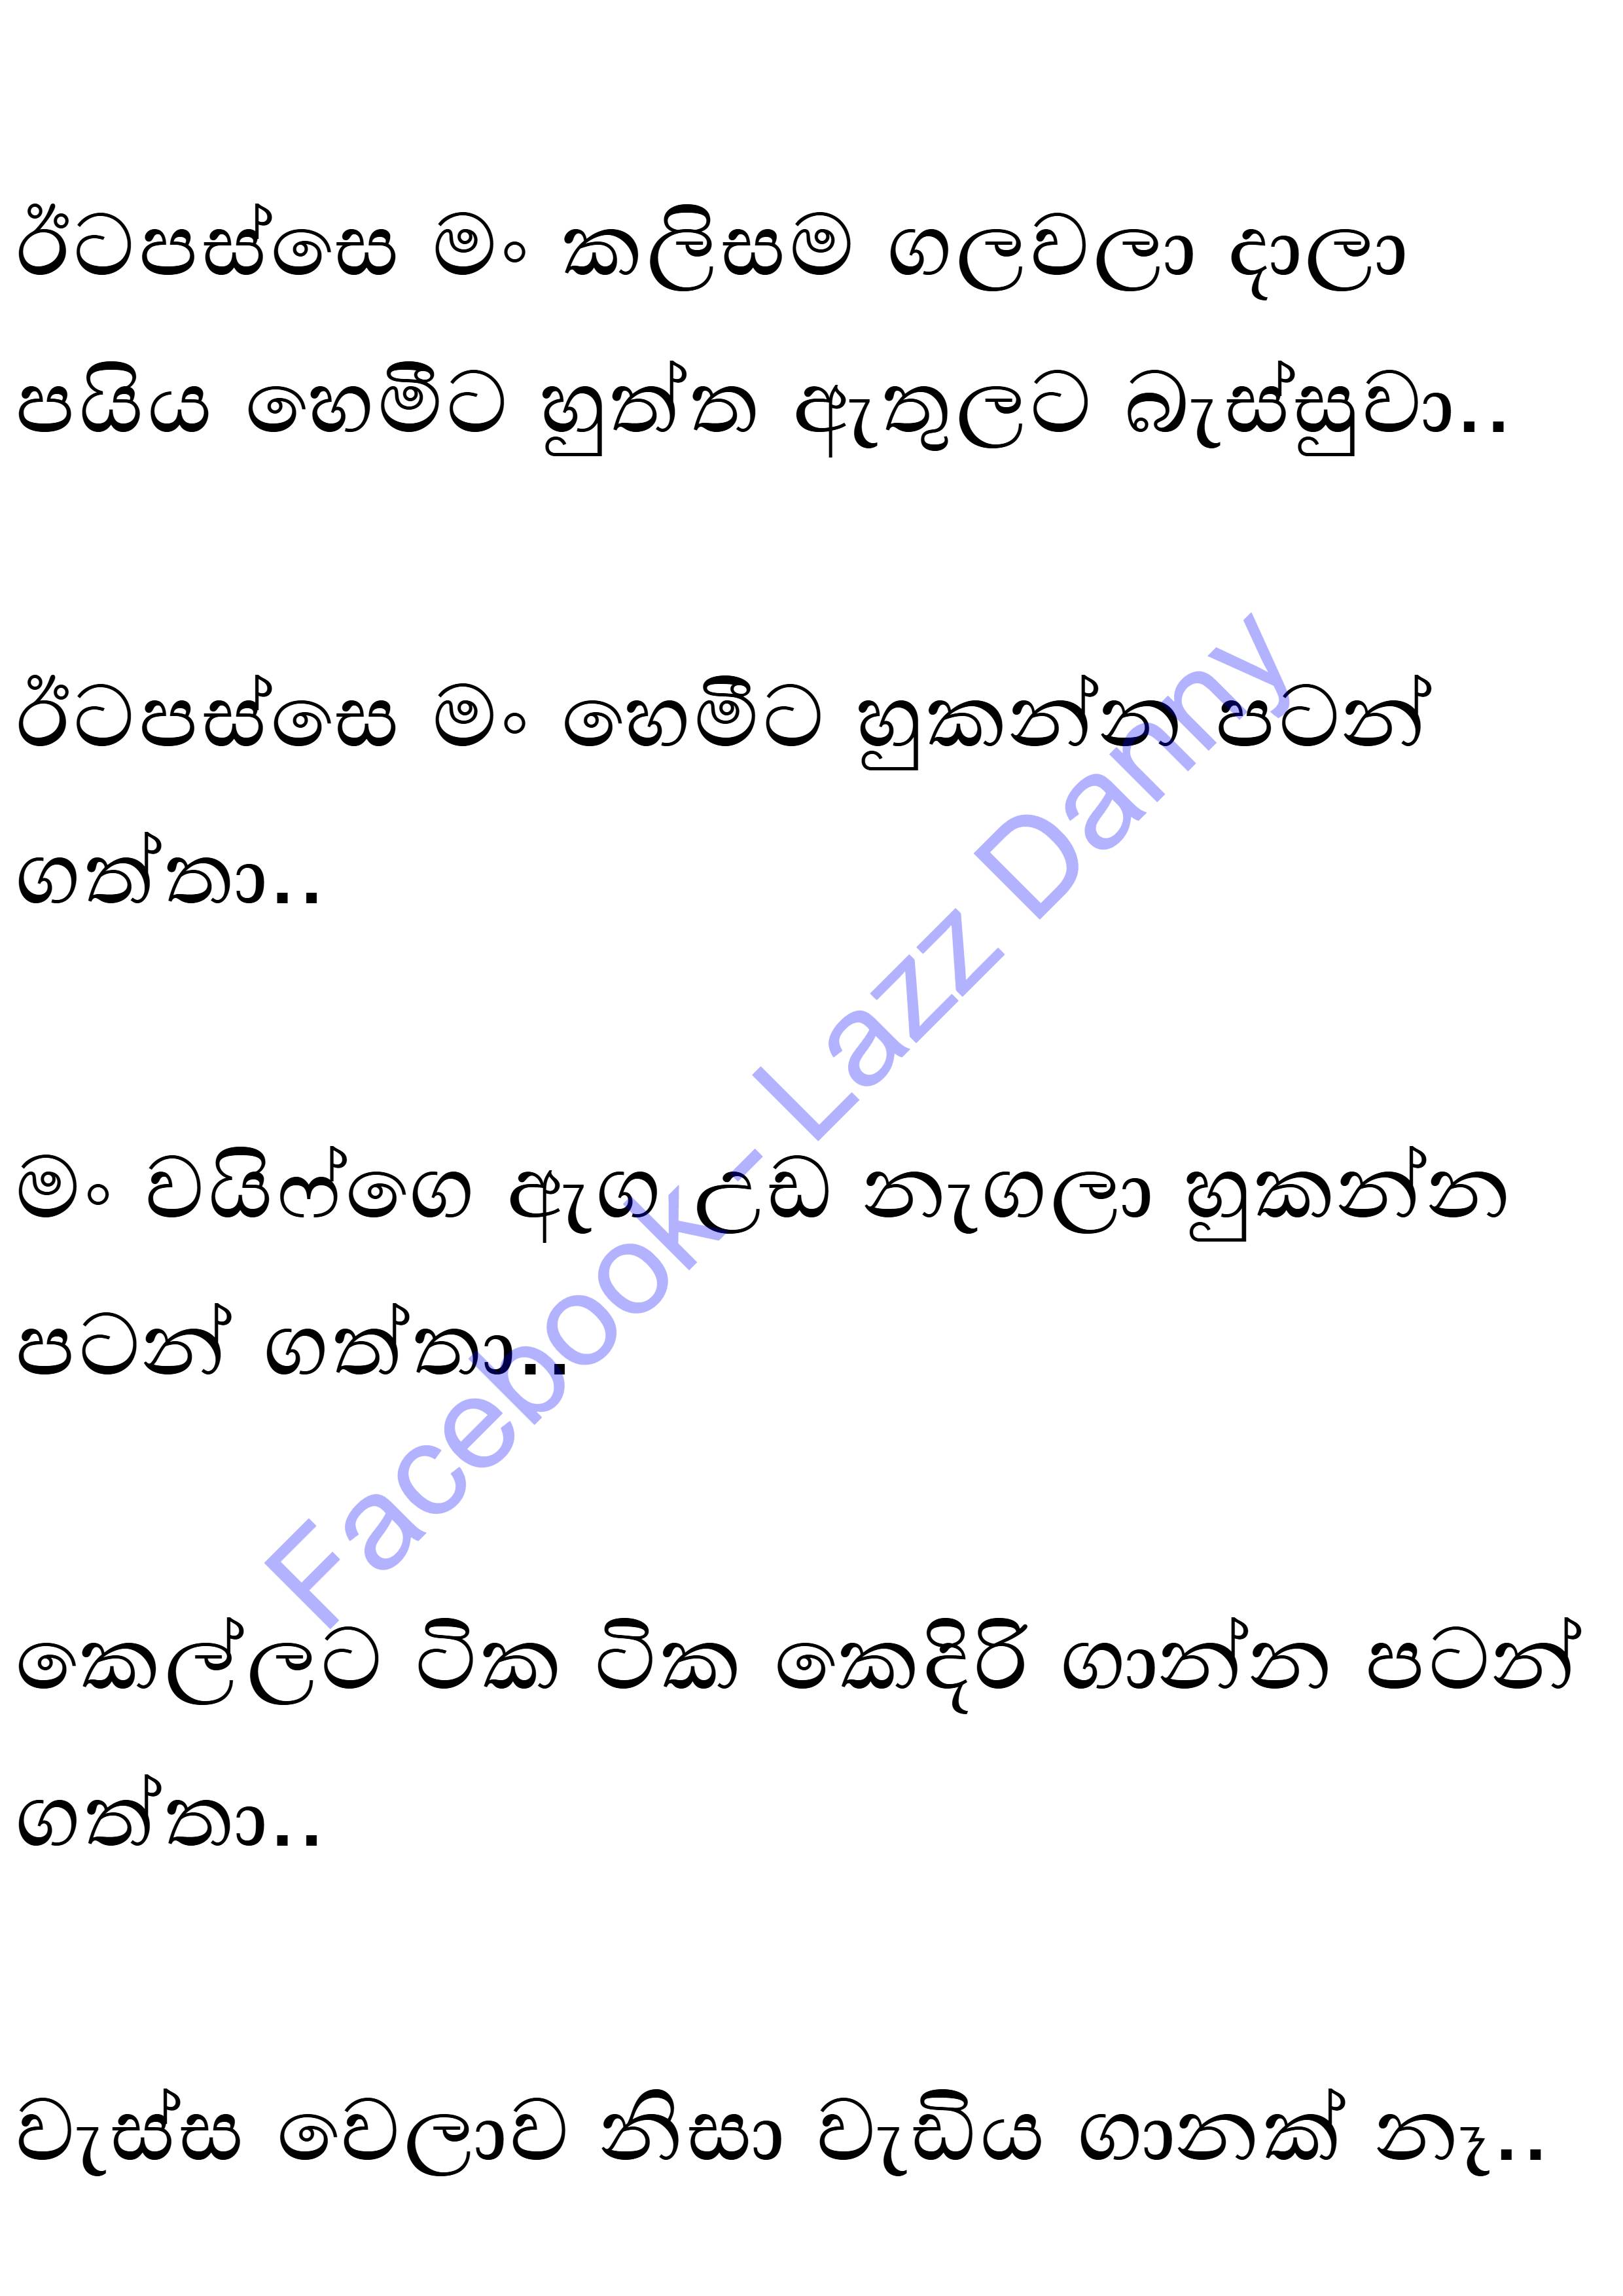 ඊටපස්සෙ මං කලිසම ගලවලා දාලා
පයිය හෙමීට හුත්ත ඇතුලට බැස්සුවා..
ඊටපස්සෙ මං හෙමීට හුකන්න පටන්
ගත්තා..
මං වයිෆ්ගෙ ඇග උඩ නැගලා හුකන්න
පටන් ගත්තා..
කෙල්ලට ටික ටික කෙදිරි ගාන්න පටන්
ගත්තා..
වැස්ස වෙලාව නිසා වැඩිය ගානක් නෑ..
Facebook - Lazz Danny